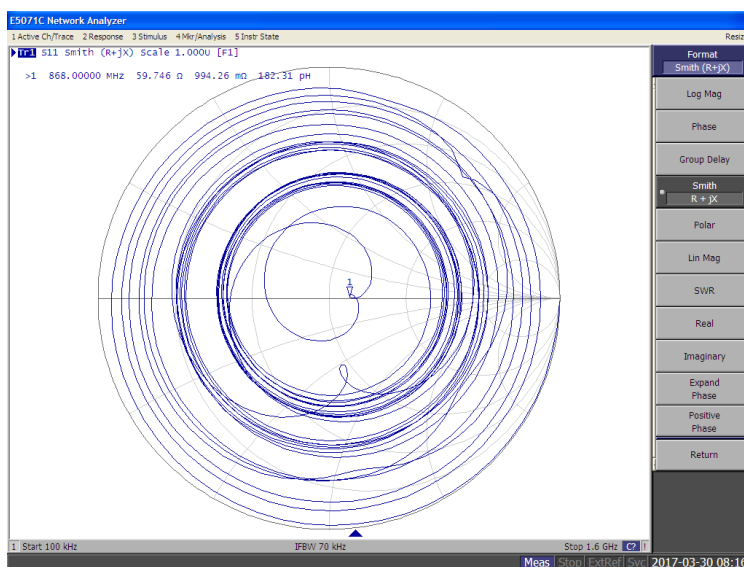 E5071C Network Analyzer
1 Active Ch/Trace 2 Response 3 Stimulus 4 Mkr/Analysis 5 Instr State
Resiz
Tr1 S11 Smith (R+jX) Scale 1.000U [F1]
>1 868.00000 MHz 59.746 Ω 994.26 mΩ 182.31 pH
1
Format
Smith (R+jX)
Log Mag
Phase
Group Delay
Smith
R + jX
Polar
Lin Mag
SWR
Real
Imaginary
Expand
Phase
Positive
Phase
Return
1 Start 100 kHz
IFBW 70 kHz
Stop 1.6 GHz C? !
Meas Stop ExtRef Svc 2017-03-30 08:16